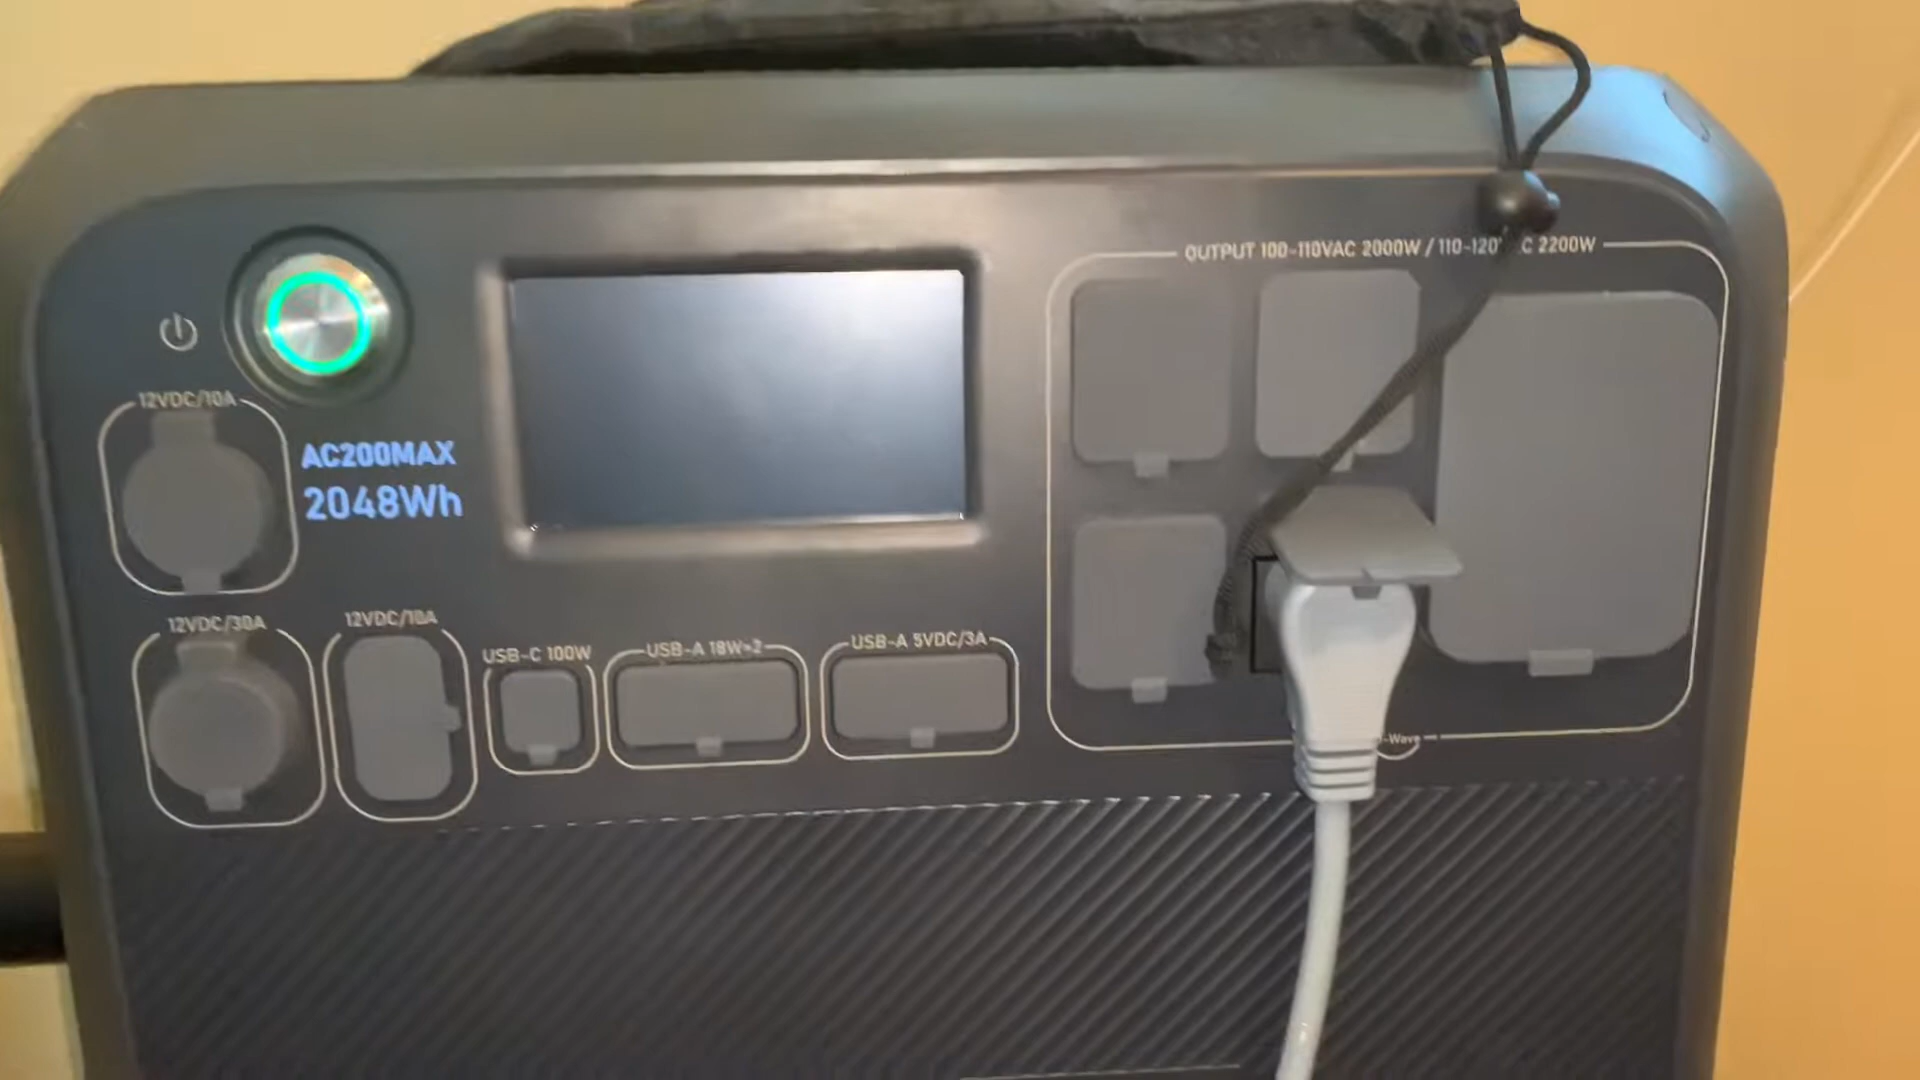 OUTPUT 100-110VAC 2000W / 110-120 C 2200W
12VDC/10A
AC200MAX
2048Wh
12VDC/30A
12VDC/10A
USB-C 100W
USB-A 18W×2
USB-A 5VDC/3A
-Wave